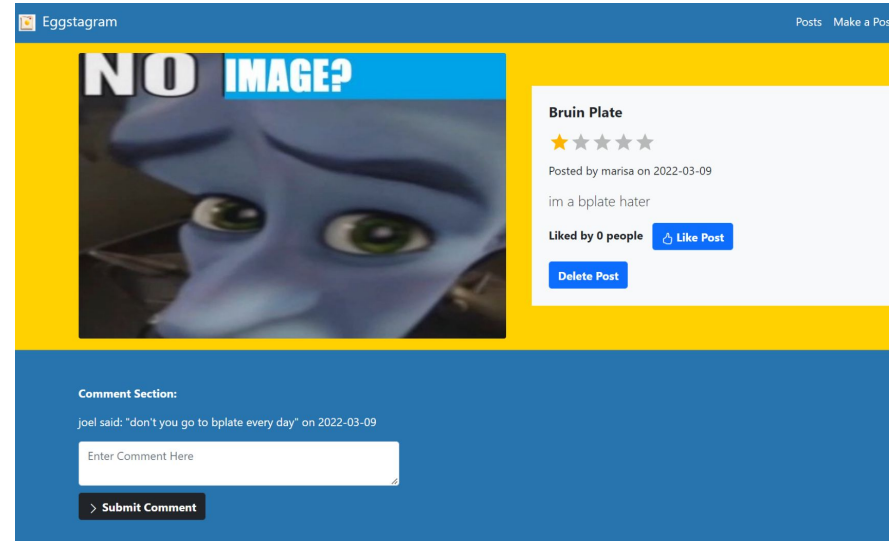 Eggstagram
Posts Make a Pos
NO IMAGE?
Bruin Plate
Posted by marisa on 2022-03-09
im a bplate hater
Liked by 0 people Like Post
Delete Post
Comment Section:
joel said: "don't you go to bplate every day" on 2022-03-09
Enter Comment Here
Submit Comment